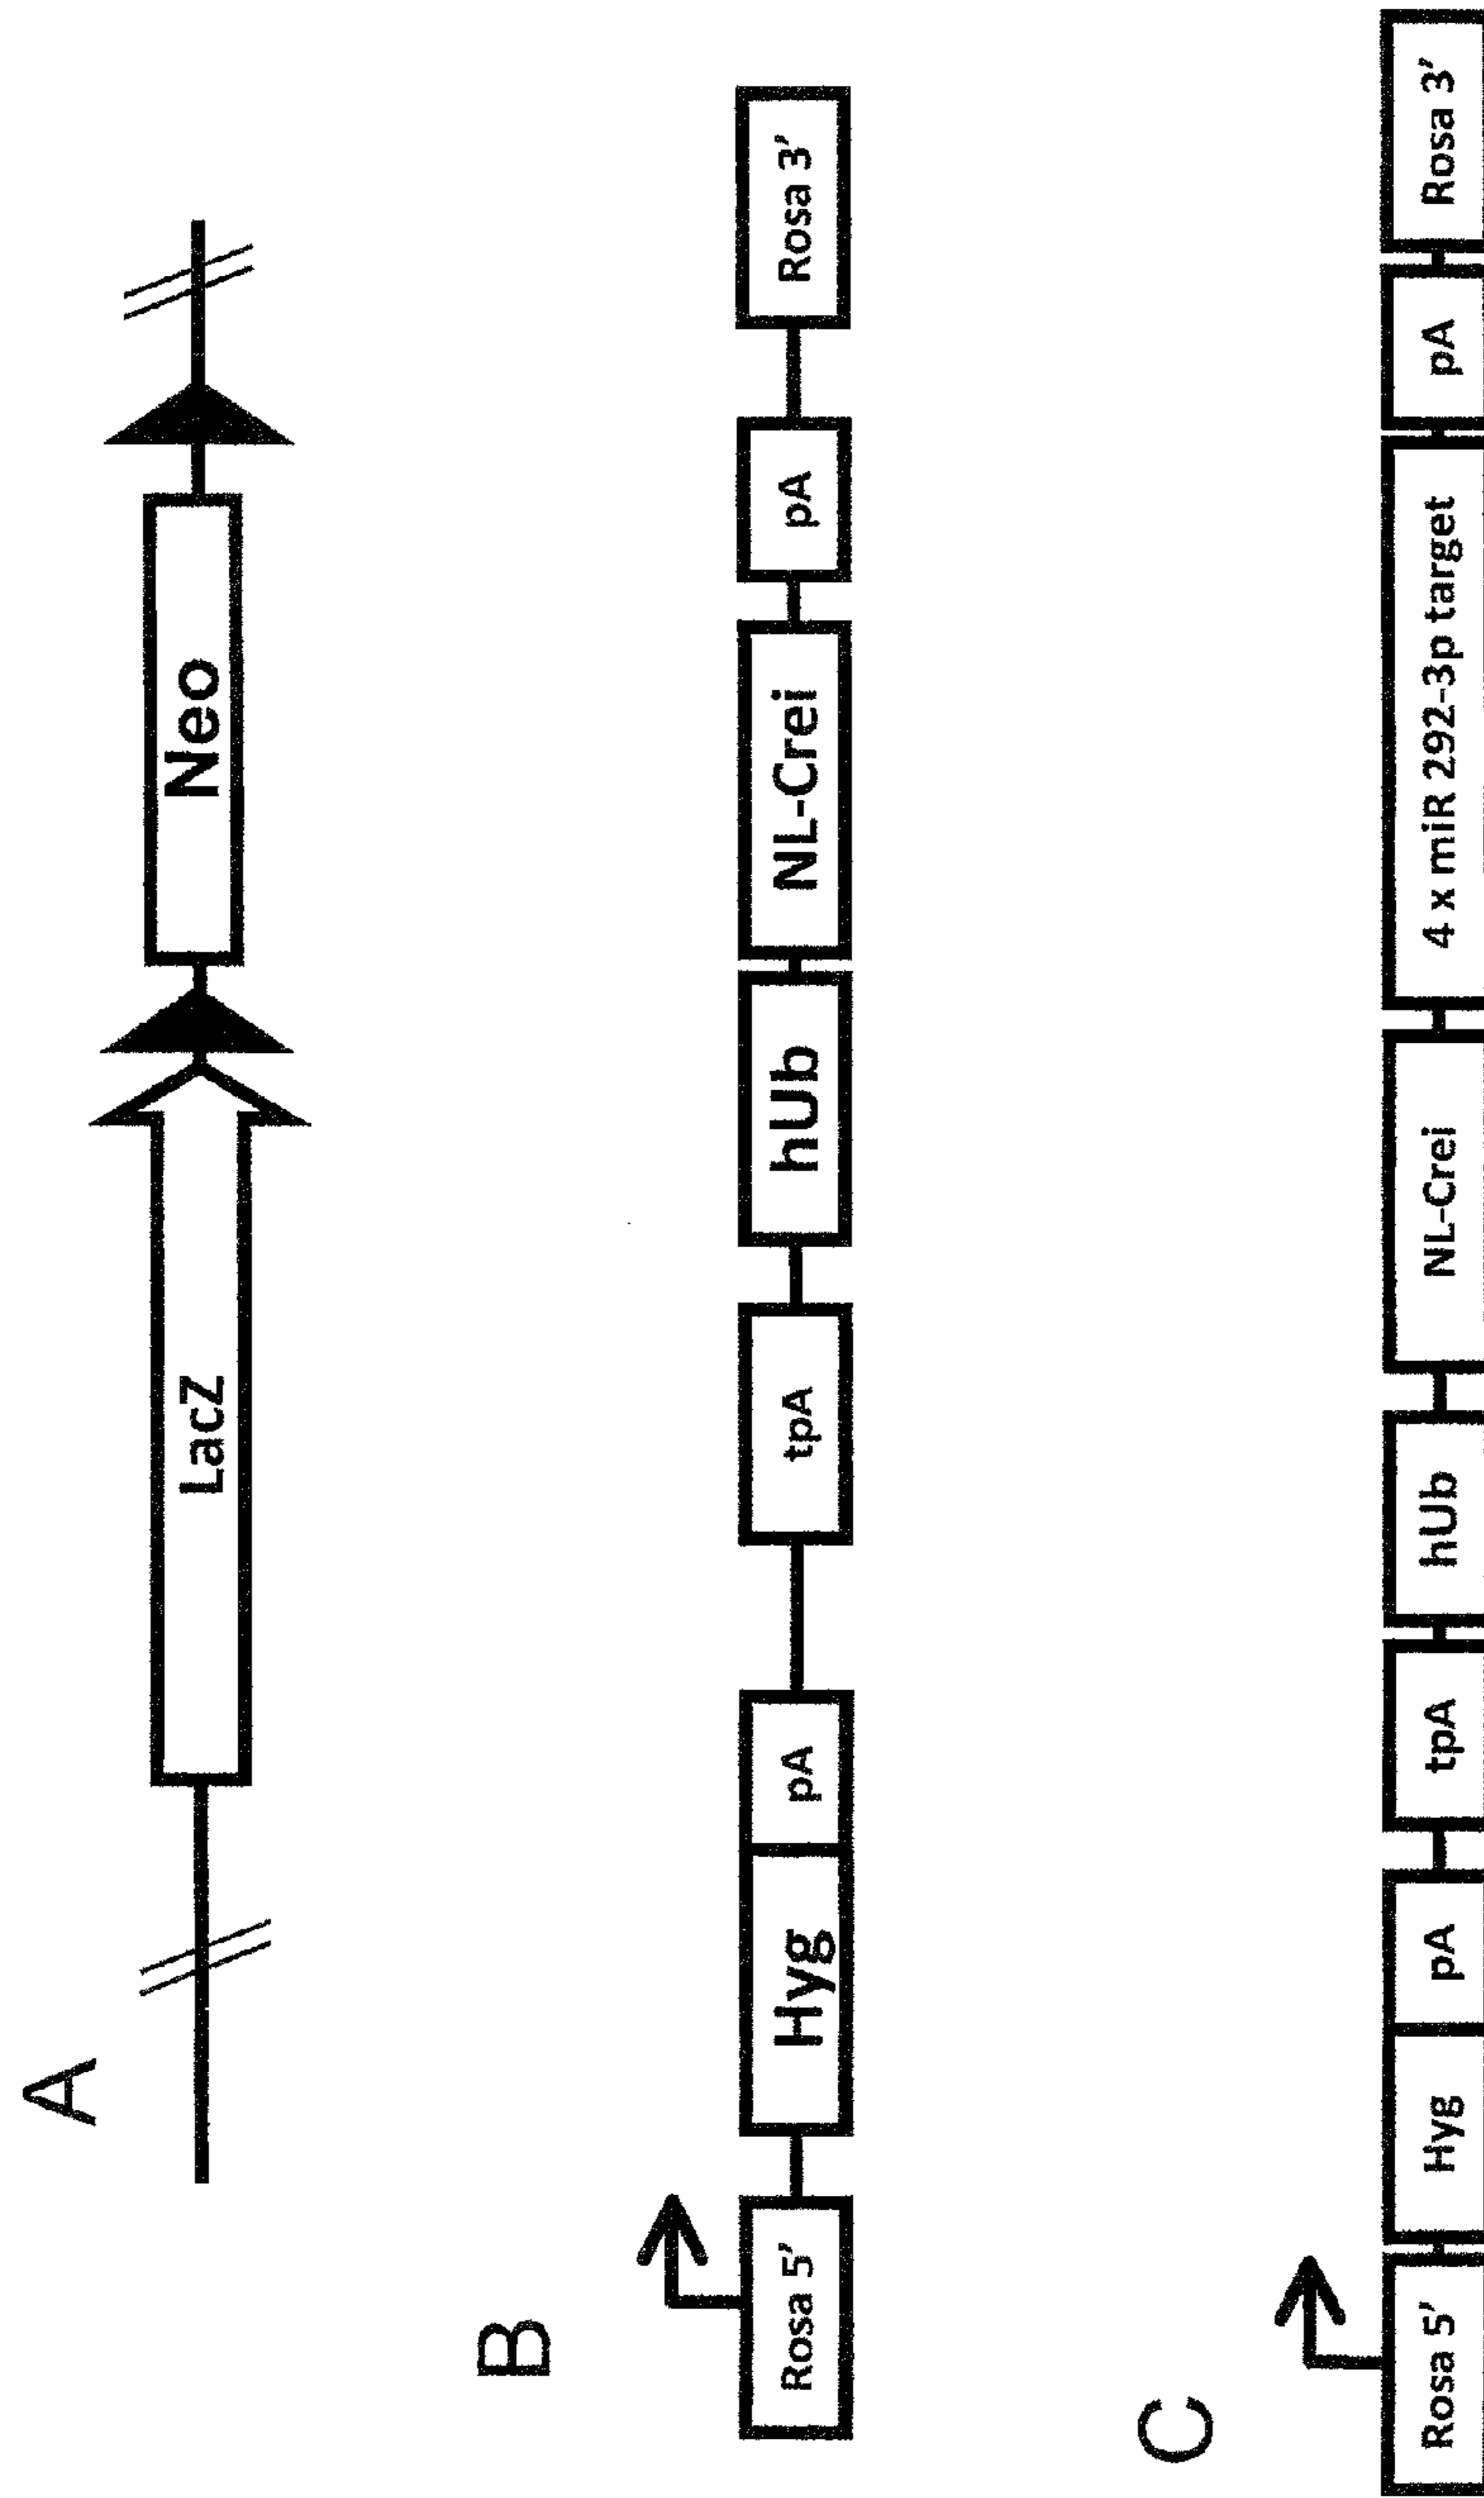 A
LacZ Neo
B
Rosa 5’ Hyg pA tpA hUb NL-Crei pA Rosa 3’
C
Rosa 5’ Hyg pA tpA hUb NL-Crei 4 x miR 292-3p target pA Rosa 3’